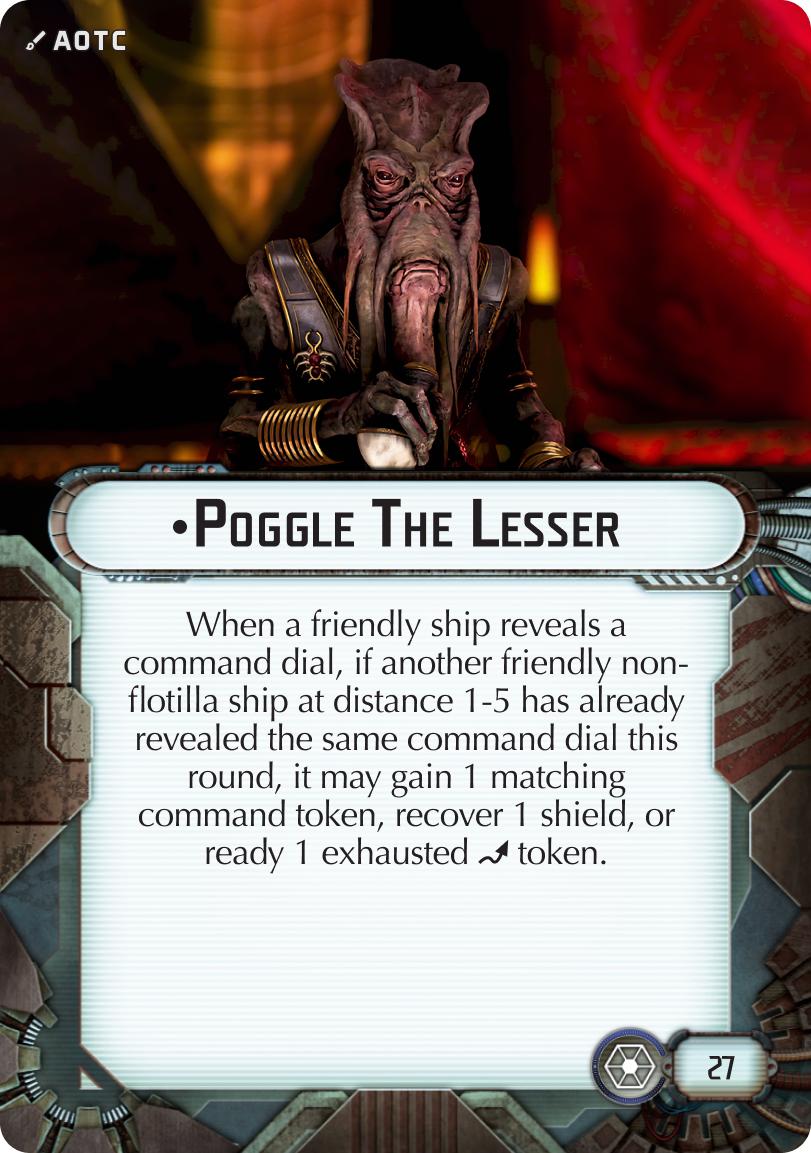 AOTC
•Poggle The Lesser
When a friendly ship reveals a
command dial, if another friendly non-
flotilla ship at distance 1-5 has already
revealed the same command dial this
round, it may gain 1 matching
command token, recover 1 shield, or
ready 1 exhausted token.
27